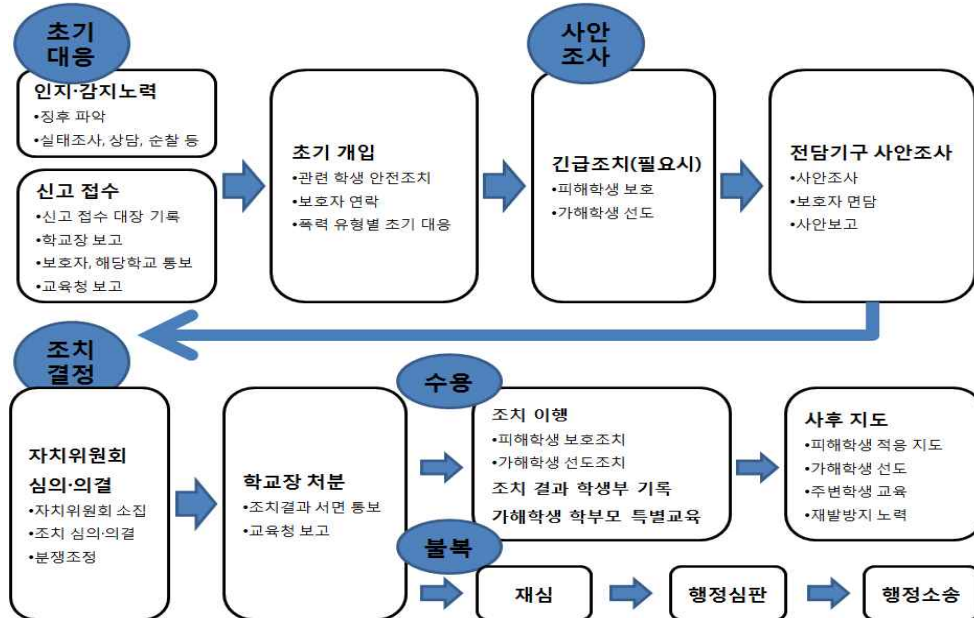 초기
대응
인지·감지노력
•징후 파악
•실태조사, 상담, 순찰 등
신고 접수
•신고 접수 대장 기록
•학교장 보고
•보호자, 해당학교 통보
•교육청 보고
초기 개입
•관련 학생 안전조치
•보호자 연락
•폭력 유형별 초기 대응
사안
조사
긴급조치(필요시)
•피해학생 보호
•가해학생 선도
전담기구 사안조사
•사안조사
•보호자 면담
•사안보고
조치
결정
자치위원회
심의·의결
•자치위원회 소집
•조치 심의·의결
•분쟁조정
학교장 처분
•조치결과 서면 통보
•교육청 보고
수용
조치 이행
•피해학생 보호조치
•가해학생 선도조치
조치 결과 학생부 기록
가해학생 학부모 특별교육
사후 지도
•피해학생 적응 지도
•가해학생 선도
•주변학생 교육
•재발방지 노력
불복
재심
행정심판
행정소송